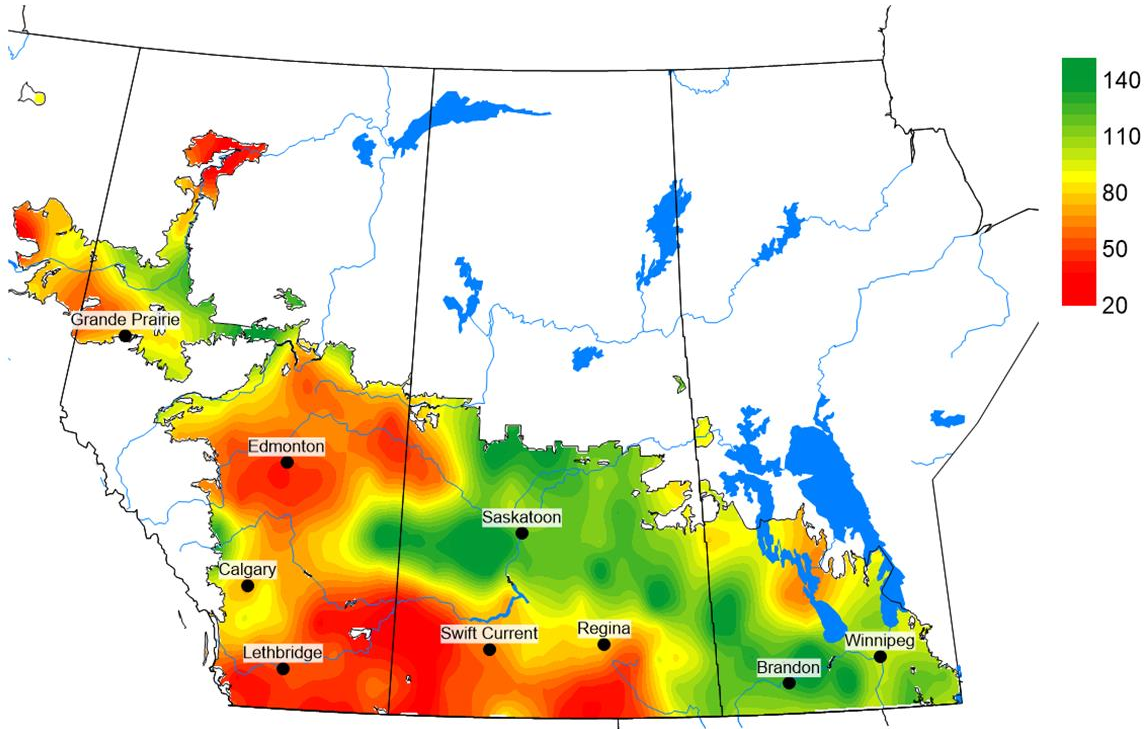 140
110
80
50
20
Grande Prairie
Edmonton
Saskatoon
Calgary
Swift Current
Regina
Lethbridge
Winnipeg
Brandon